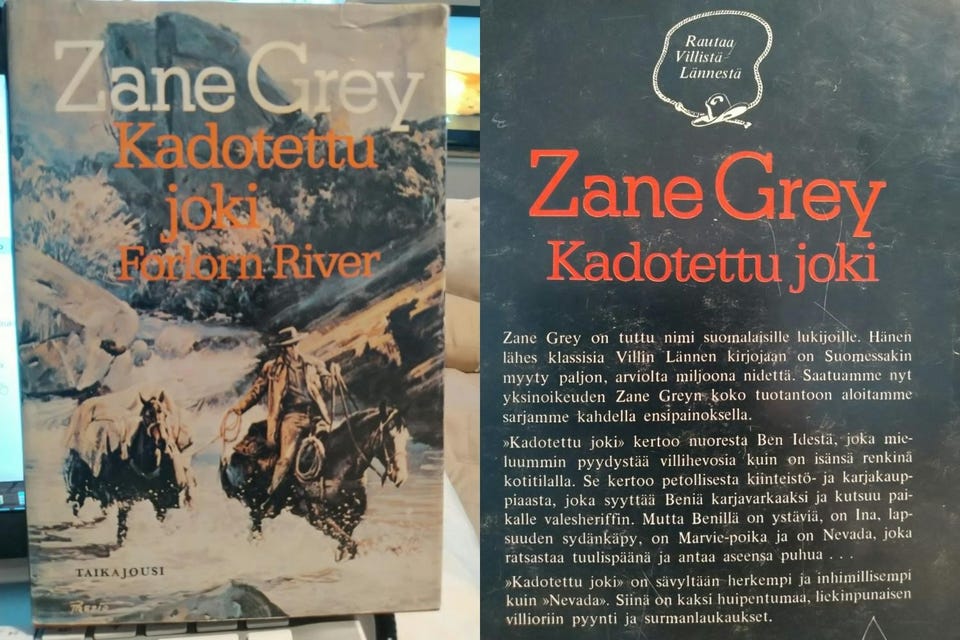 Zane Grey
Kadotettu
joki
Forlorn River
TAIKAJOUSI
Rautaa
Villistä
Lännestä
Zane Grey
Kadotettu joki
Zane Grey on tuttu nimi suomalaisille lukijoille. Hänen
lähes klassisia Villin Lännen kirjojaan on Suomessakin
myyty paljon, arviolta miljoona nidettä. Saatuamme nyt
yksinoikeuden Zane Greyn koko tuotantoon aloitamme
sarjamme kahdella ensipainoksella.
»Kadotettu joki» kertoo nuoresta Ben Idestä, joka mie-
luummin pyydystää villihevosia kuin on isänsä renkinä
kotitilalla. Se kertoo petollisesta kiinteistö- ja karjakaup-
piaasta, joka syyttää Beniä karjavarkaaksi ja kutsuu pai-
kalle valesheriffin. Mutta Benillä on ystäviä, on Ina, lap-
suuden sydänkäpy, on Marvie-poika ja on Nevada, joka
ratsastaa tuulispäänä ja antaa aseensa puhua . . .
»Kadotettu joki» on sävyltään herkempi ja inhimillisempi
kuin »Nevada». Siinä on kaksi huipentumaa, liekinpunaisen
villioriin pyynti ja surmanlaukaukset.